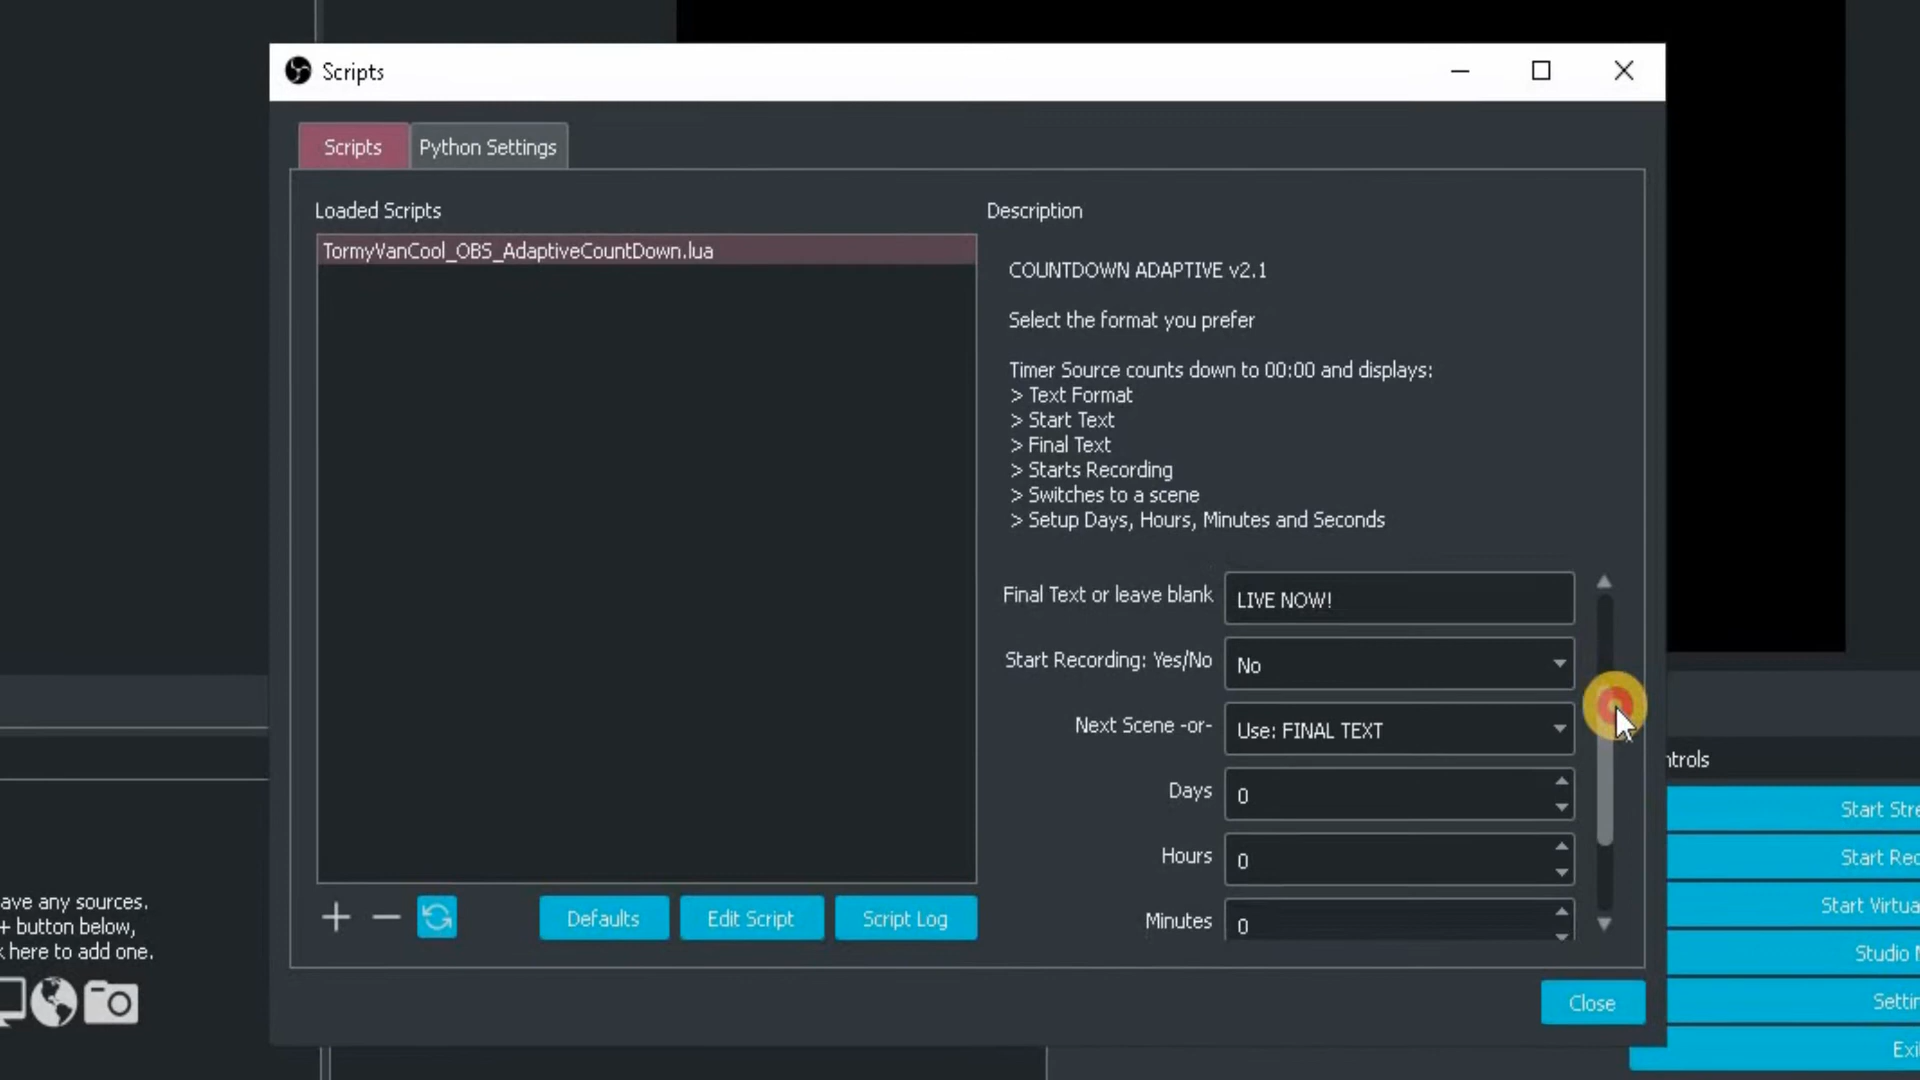 Scripts
Scripts
Python Settings
Loaded Scripts
Description
TormyVanCool_OBS_AdaptiveCountDown.lua
COUNTDOWN ADAPTIVE v2.1
Select the format you prefer
Timer Source counts down to 00:00 and displays:
> Text Format
> Start Text
> Final Text
> Starts Recording
> Switches to a scene
> Setup Days, Hours, Minutes and Seconds
Final Text or leave blank
LIVE NOW!
Start Recording: Yes/No
No
Next Scene -or-
Use: FINAL TEXT
Days
0
Hours
0
Minutes
0
Defaults
Edit Script
Script Log
Close
ave any sources.
+ button below,
k here to add one.
ntrols
Start Stre
Start Rec
Start Virtua
Studio M
Settin
Exi